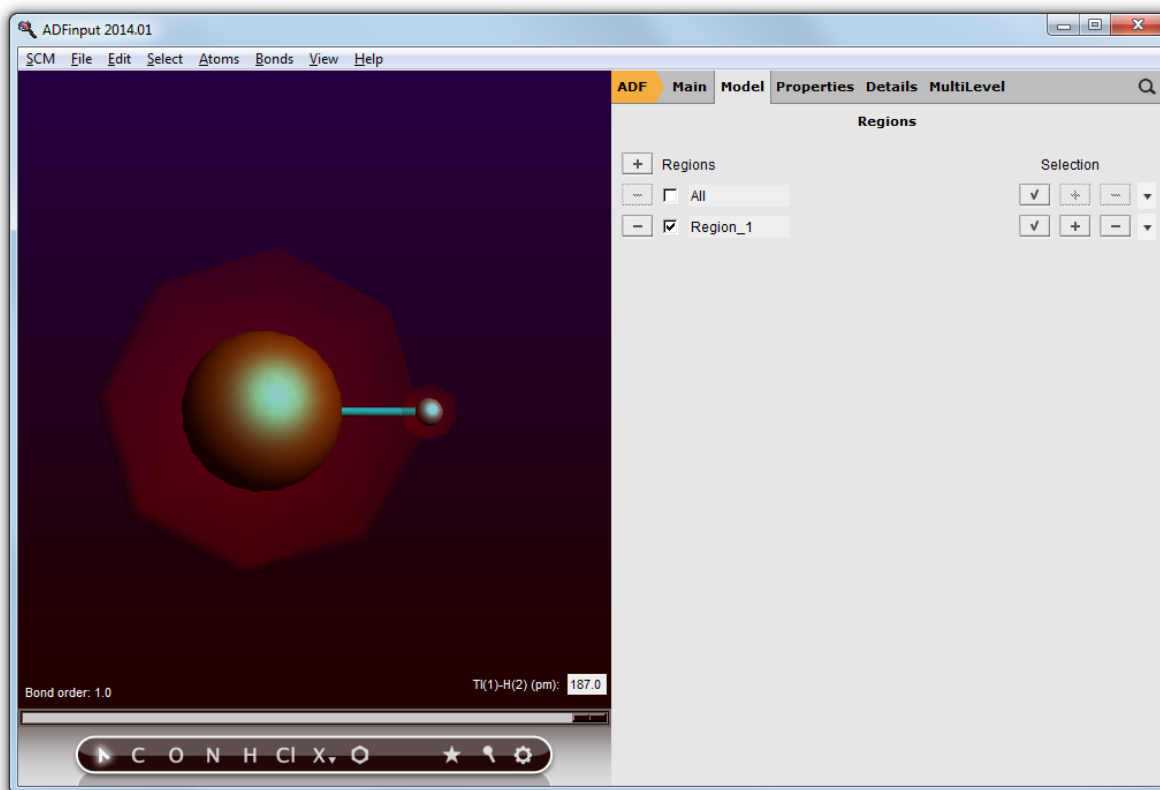 ADFinput 2014.01
SCM File Edit Select Atoms Bonds View Help
ADF Main Model Properties Details MultiLevel
Regions
Regions Selection
All
Region_1
Bond order: 1.0
Tl(1)-H(2) (pm): 187.0
C O N H Cl X